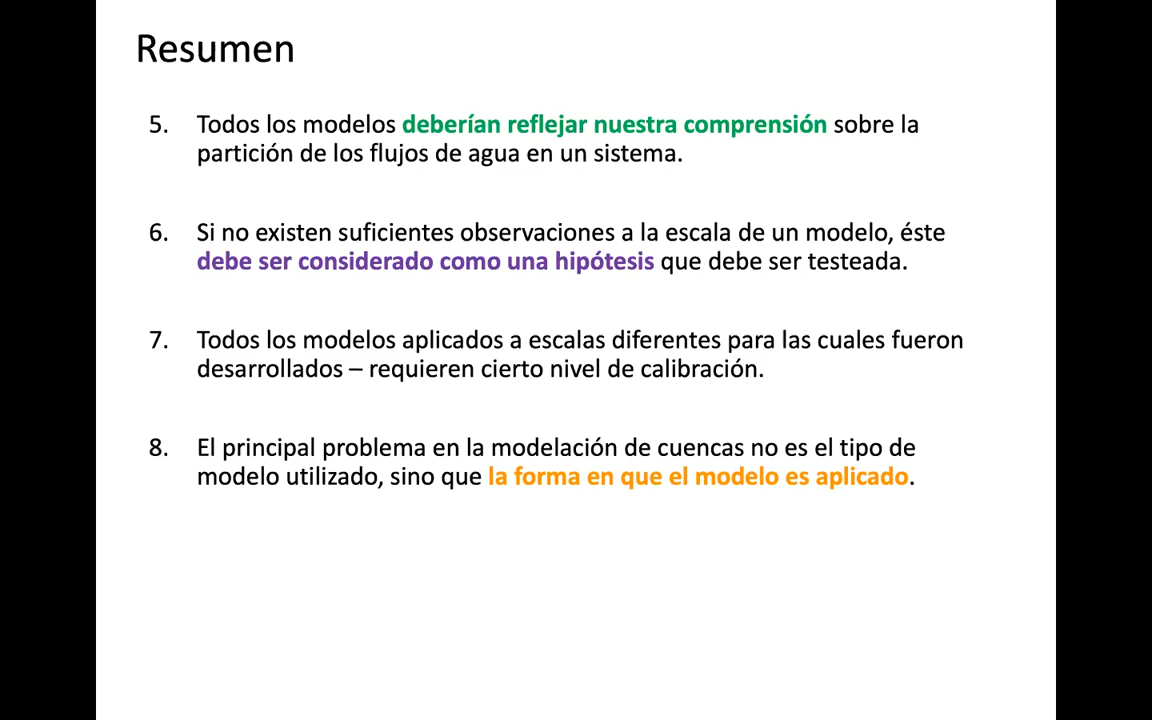 Resumen
5. Todos los modelos deberían reflejar nuestra comprensión sobre la
partición de los flujos de agua en un sistema.
6. Si no existen suficientes observaciones a la escala de un modelo, éste
debe ser considerado como una hipótesis que debe ser testeada.
7. Todos los modelos aplicados a escalas diferentes para las cuales fueron
desarrollados – requieren cierto nivel de calibración.
8. El principal problema en la modelación de cuencas no es el tipo de
modelo utilizado, sino que la forma en que el modelo es aplicado.